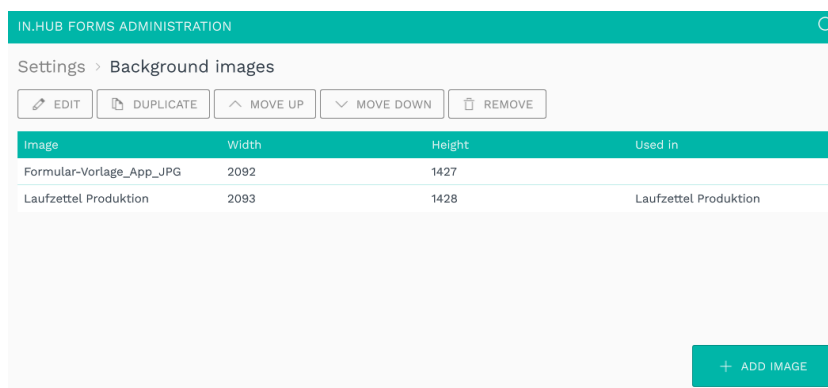 IN.HUB FORMS ADMINISTRATION
Settings > Background images
EDIT DUPLICATE MOVE UP MOVE DOWN REMOVE
Image Width Height Used in
Formular-Vorlage_App_JPG 2092 1427
Laufzettel Produktion 2093 1428 Laufzettel Produktion
+ ADD IMAGE